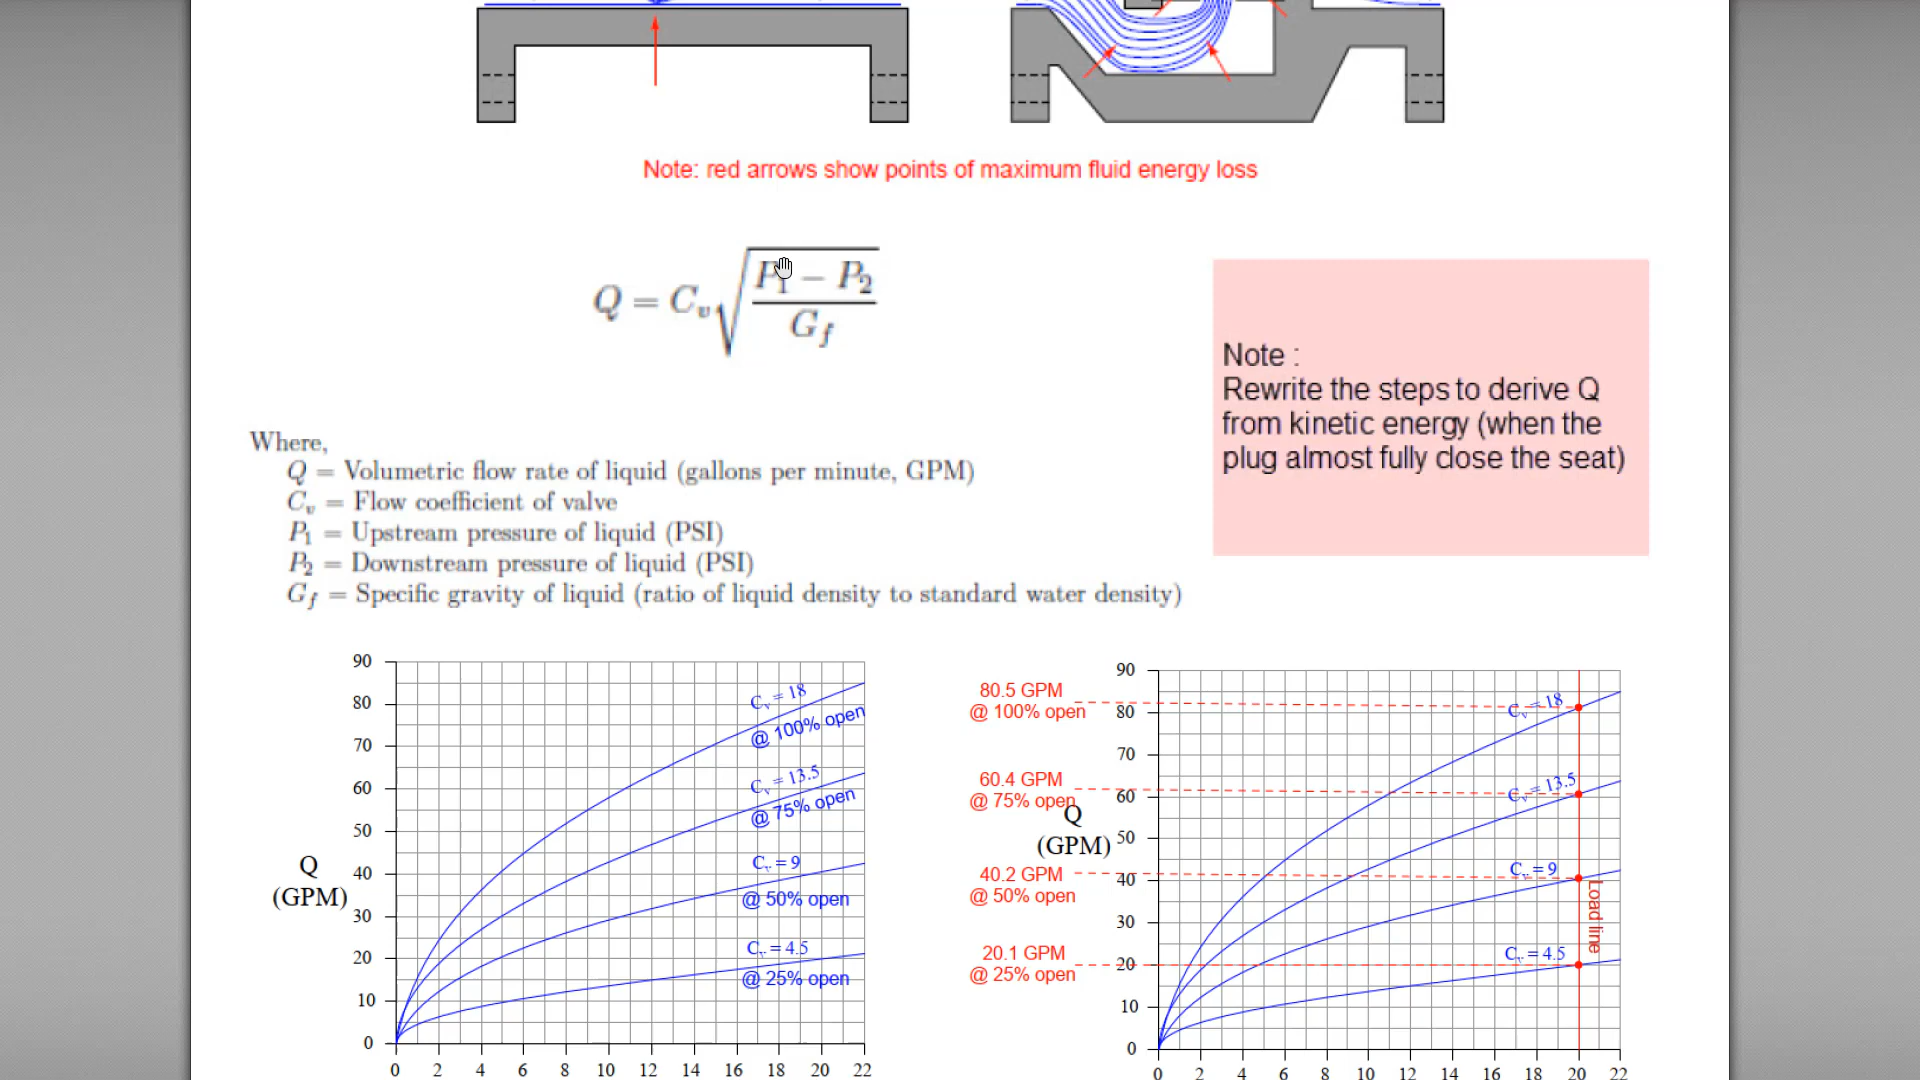 Note: red arrows show points of maximum fluid energy loss
Q = C_v √((P_1 − P_2) / G_f)
Note :
Rewrite the steps to derive Q
from kinetic energy (when the
plug almost fully close the seat)
Where,
Q = Volumetric flow rate of liquid (gallons per minute, GPM)
C_v = Flow coefficient of valve
P_1 = Upstream pressure of liquid (PSI)
P_2 = Downstream pressure of liquid (PSI)
G_f = Specific gravity of liquid (ratio of liquid density to standard water density)
90
80
70
60
50
40
30
20
10
0
Q
(GPM)
C_v = 18
@ 100% open
C_v = 13.5
@ 75% open
C_v = 9
@ 50% open
C_v = 4.5
@ 25% open
0 2 4 6 8 10 12 14 16 18 20 22
80.5 GPM
@ 100% open
60.4 GPM
@ 75% open
40.2 GPM
@ 50% open
20.1 GPM
@ 25% open
Q
(GPM)
90
80
70
60
50
40
30
20
10
0
C_v = 18
C_v = 13.5
C_v = 9
C_v = 4.5
Load line
0 2 4 6 8 10 12 14 16 18 20 22